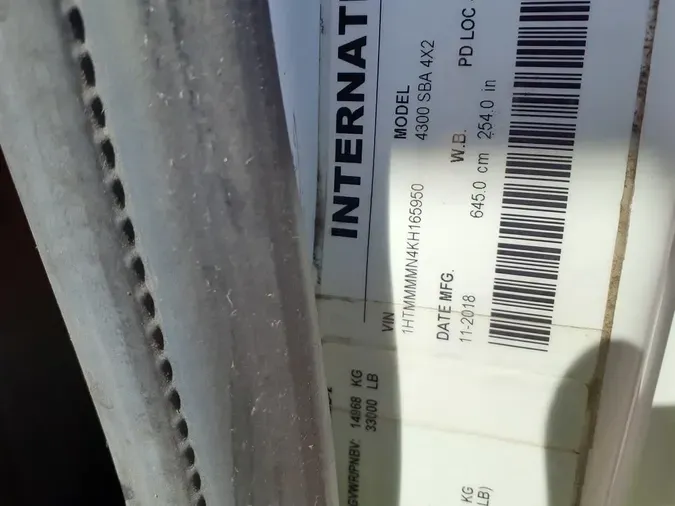 INTERNATI
VIN MODEL
1HTMMMMN4KH165950 4300 SBA 4X2
DATE MFG. W.B. PD LOC
11-2018 645.0 cm 254.0 in
GVWR/PNBV: 14968 KG
33000 LB
KG
LB)